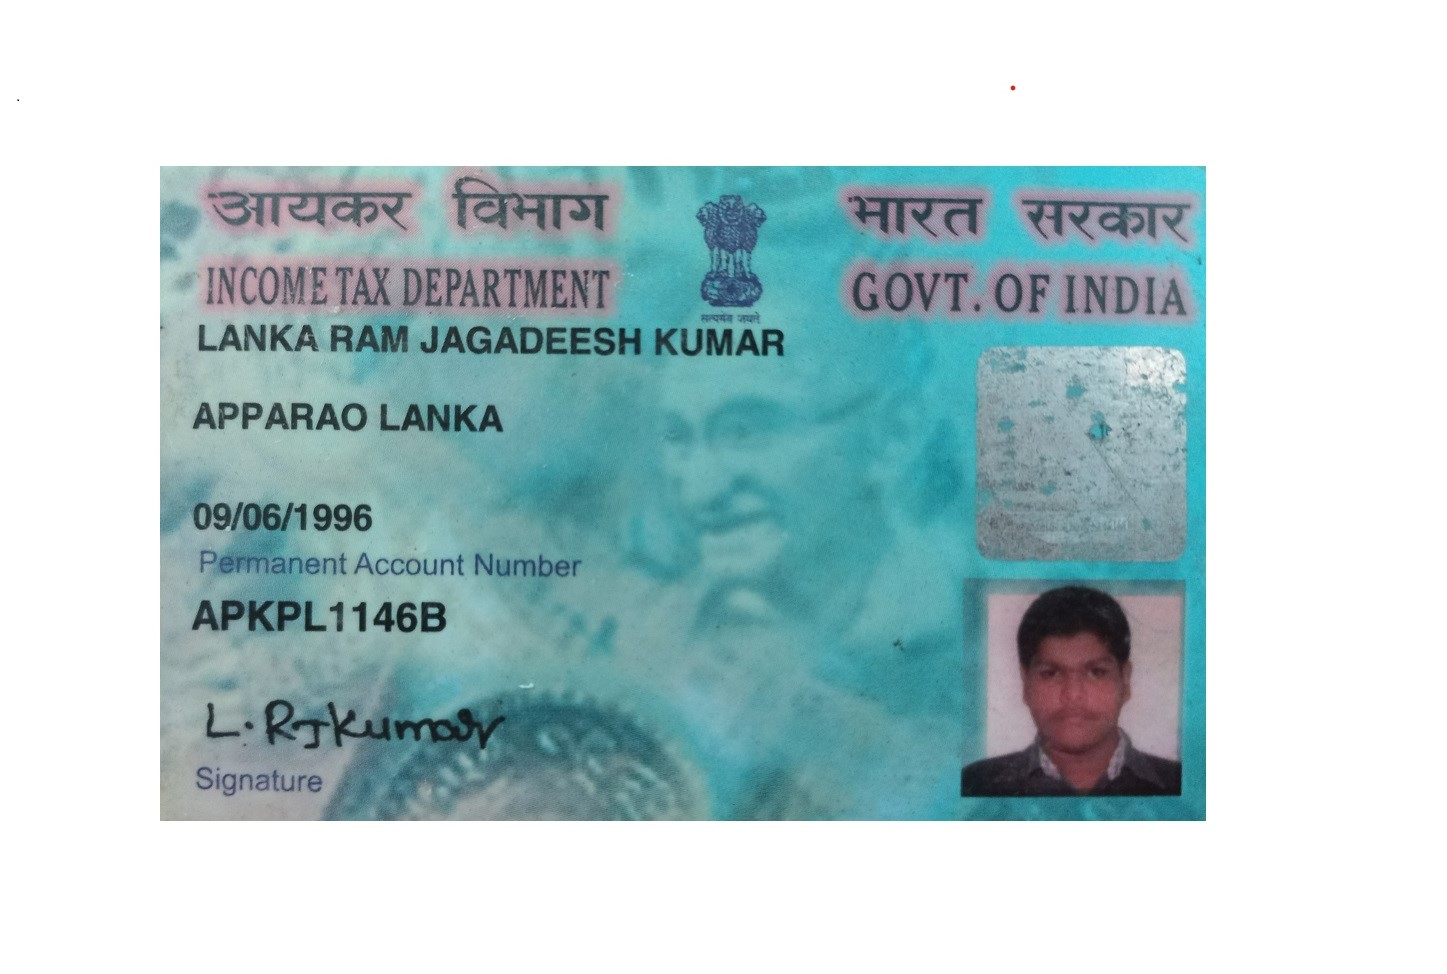 आयकर विभाग
भारत सरकार
INCOME TAX DEPARTMENT
GOVT. OF INDIA
सत्यमेव जयते
LANKA RAM JAGADEESH KUMAR
APPARAO LANKA
09/06/1996
Permanent Account Number
APKPL1146B
L. RJKumar
Signature